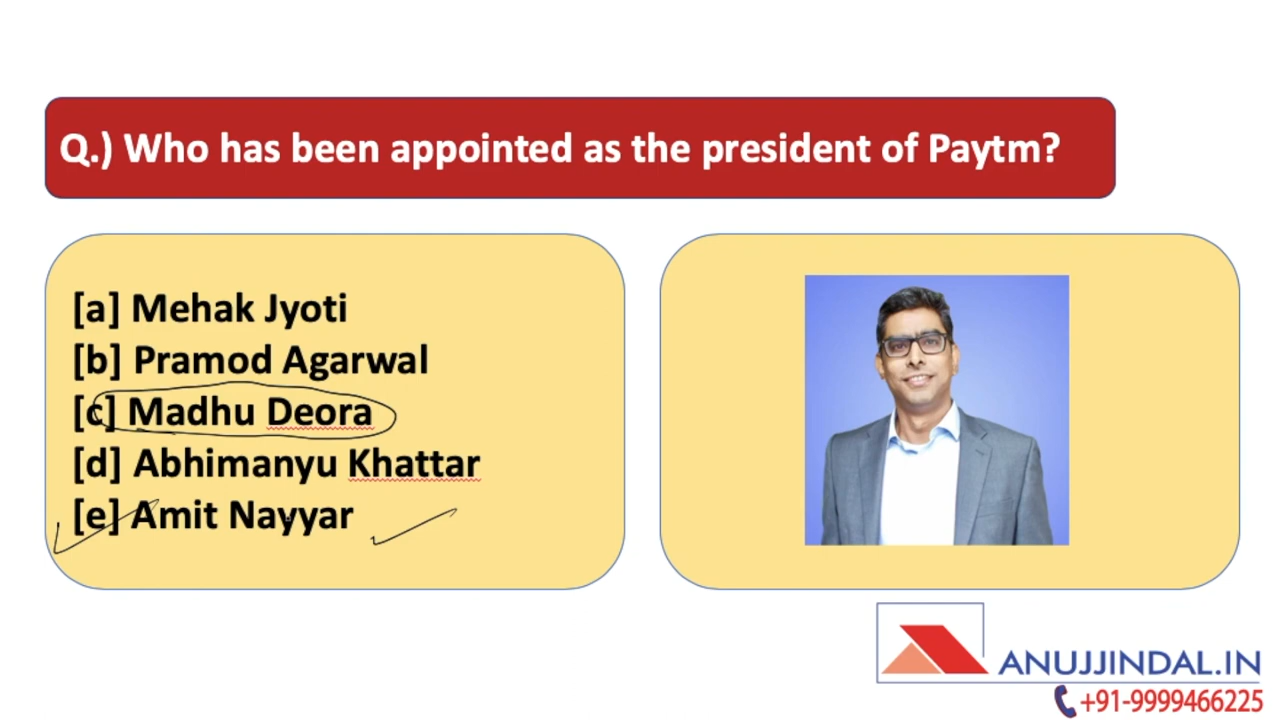 Q.) Who has been appointed as the president of Paytm?
[a] Mehak Jyoti
[b] Pramod Agarwal
[c] Madhu Deora
[d] Abhimanyu Khattar
[e] Amit Nayyar
ANUJJINDAL.IN
+91-9999466225